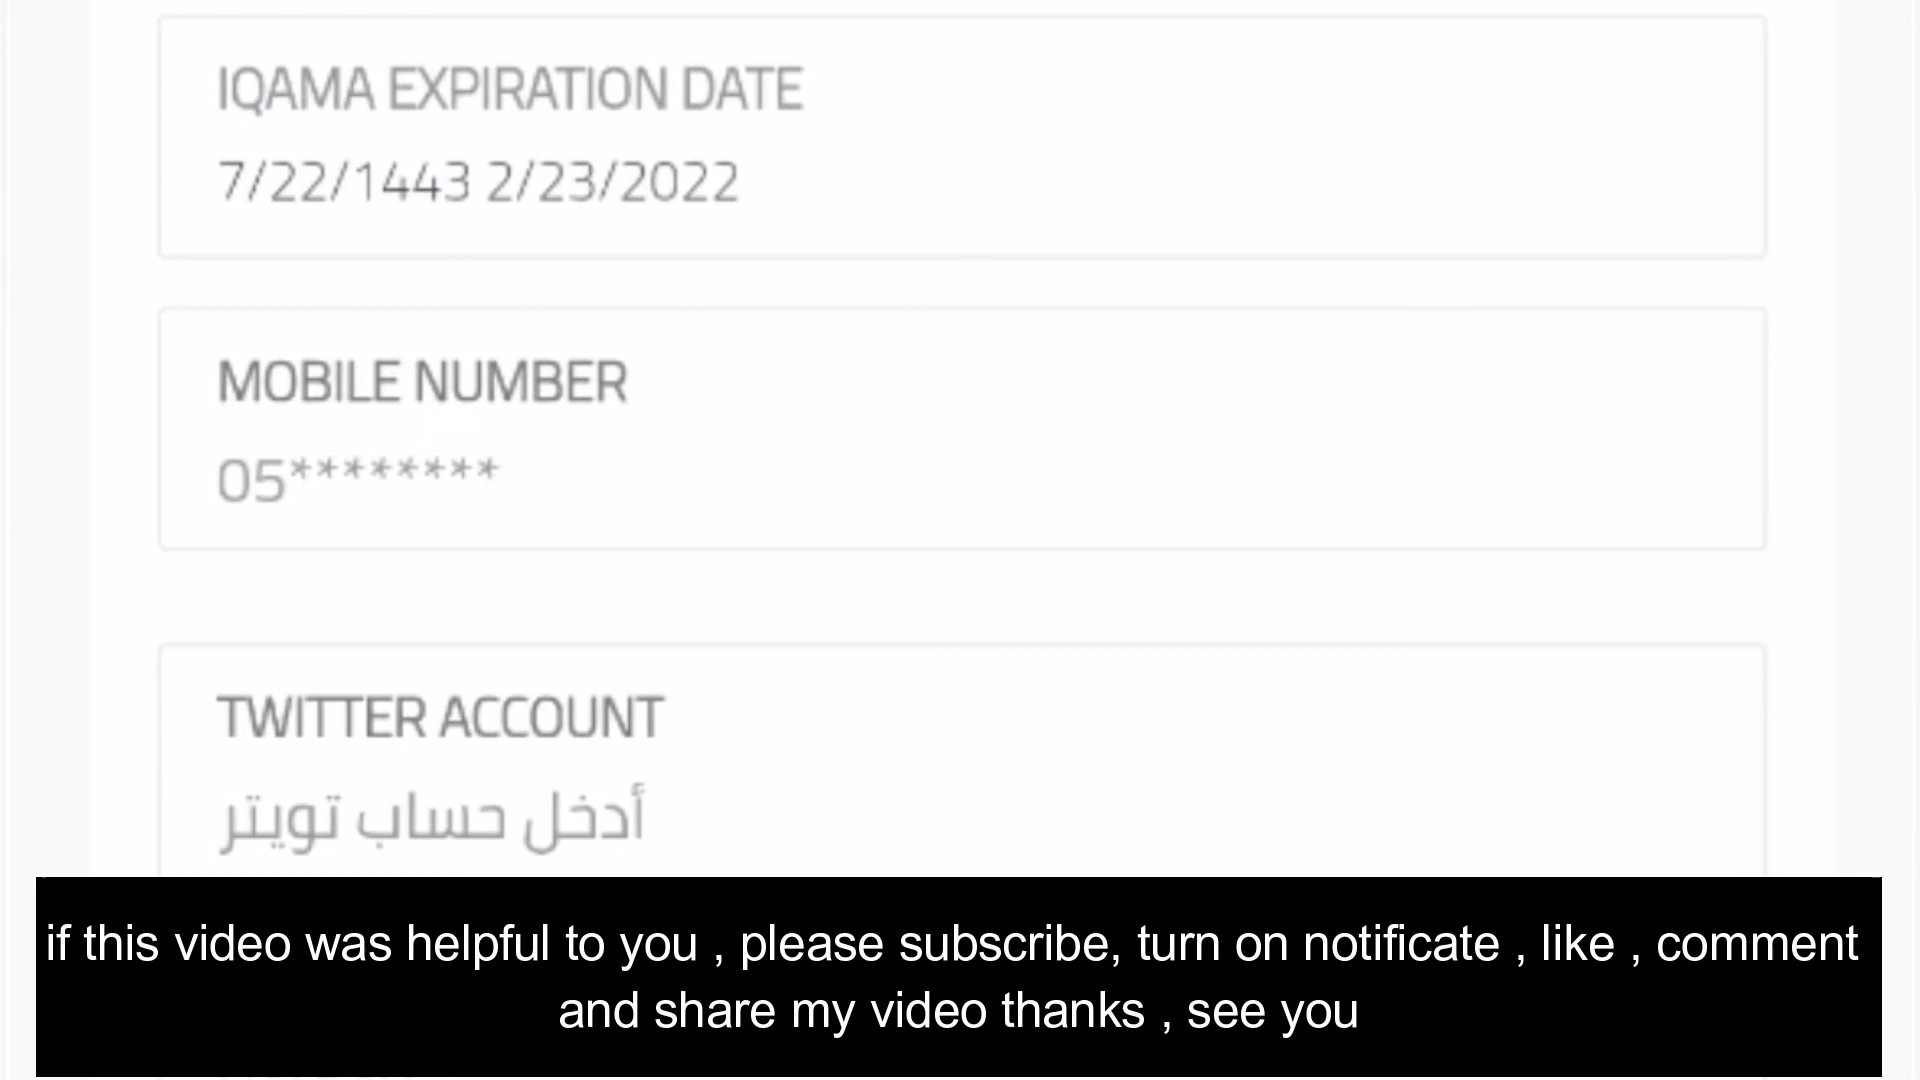 IQAMA EXPIRATION DATE
7/22/1443 2/23/2022
MOBILE NUMBER
05********
TWITTER ACCOUNT
أدخل حساب تويتر
if this video was helpful to you , please subscribe, turn on notificate , like , comment
and share my video thanks , see you